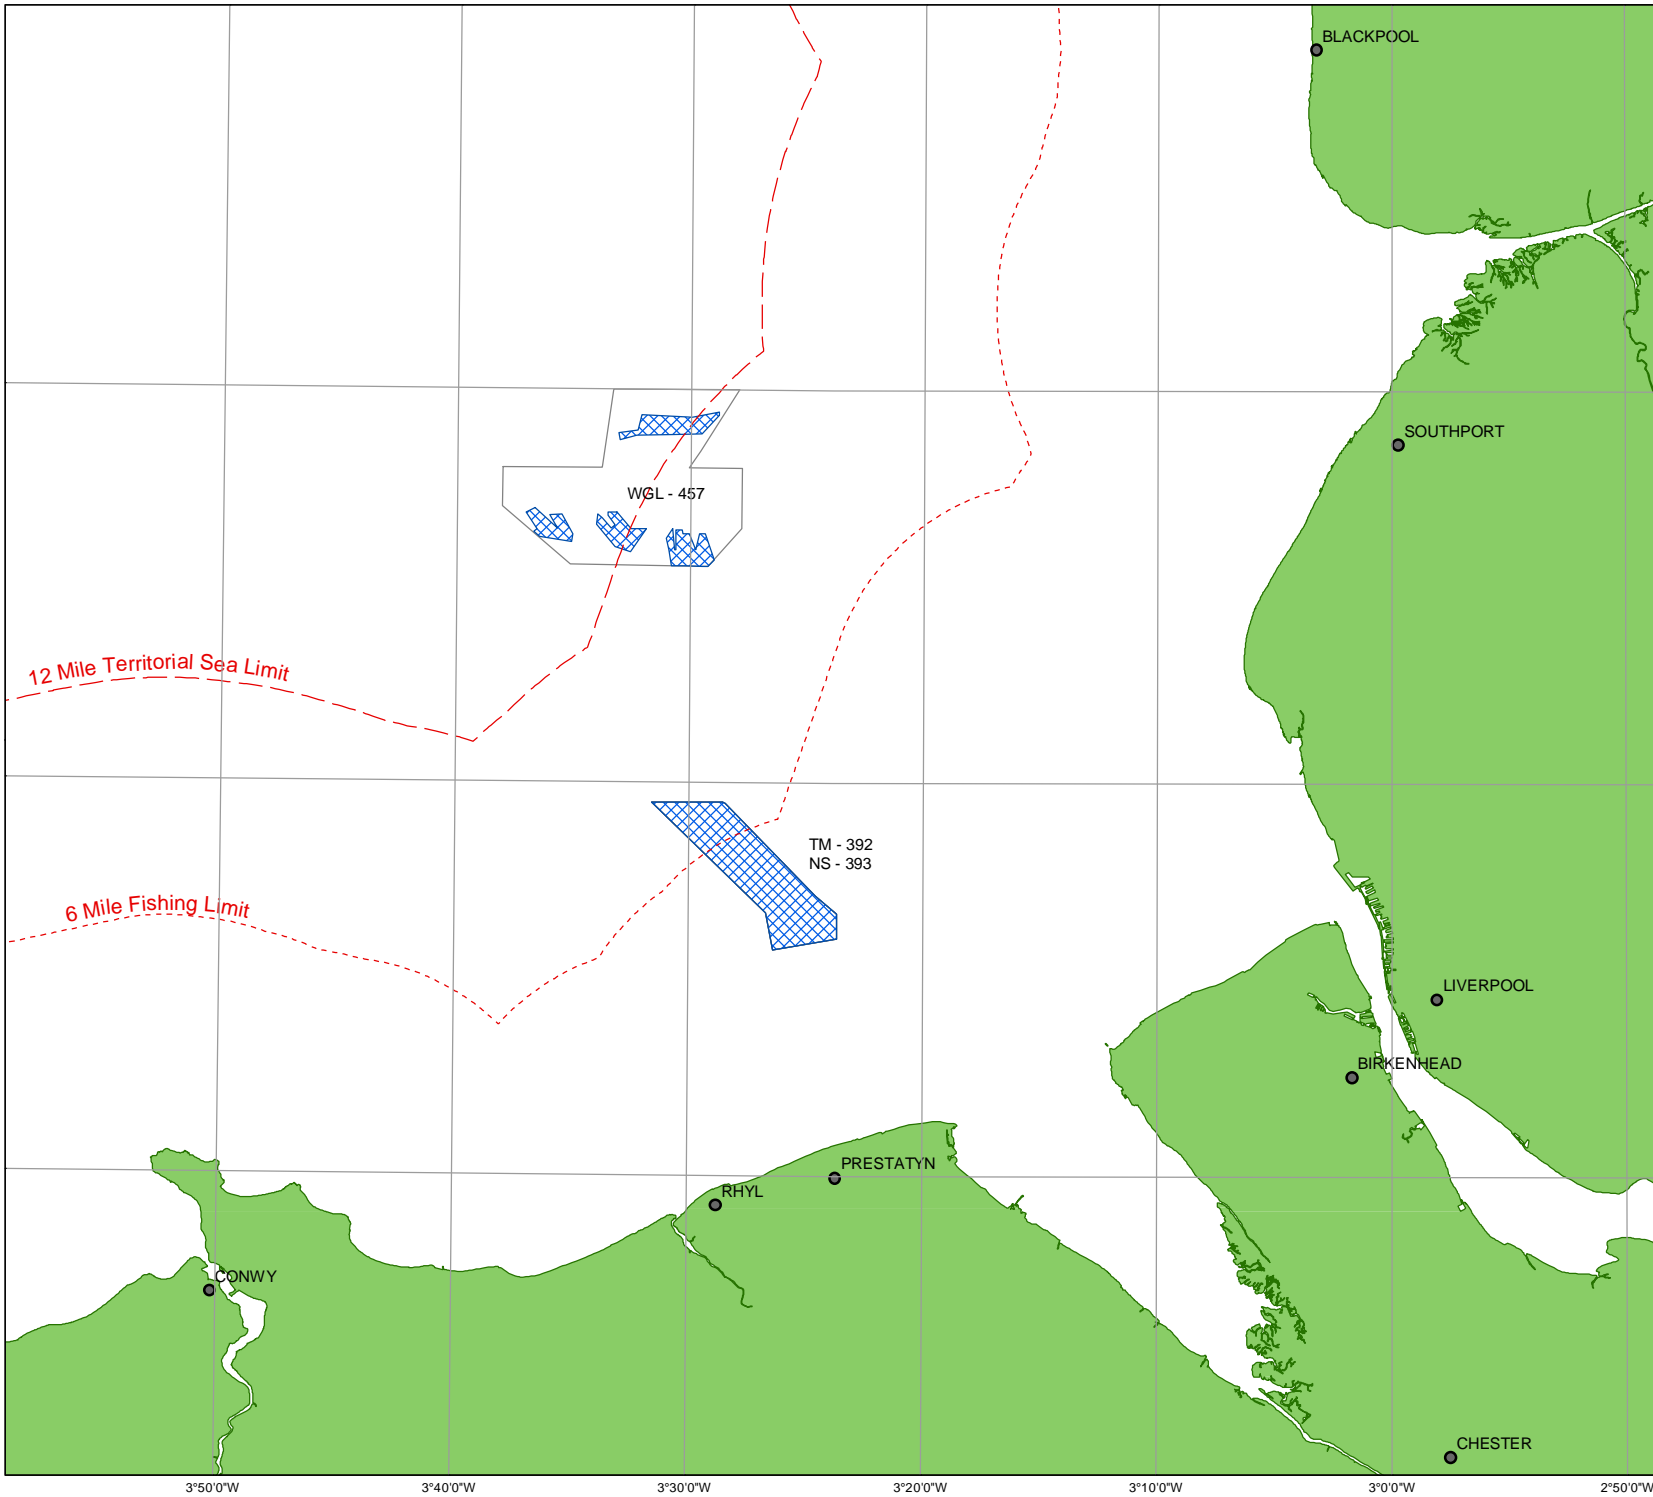 BLACKPOOL
SOUTHPORT
WGL - 457
12 Mile Territorial Sea Limit
TM - 392
NS - 393
6 Mile Fishing Limit
LIVERPOOL
BIRKENHEAD
PRESTATYN
RHYL
CONWY
CHESTER
3°50'0"W
3°40'0"W
3°30'0"W
3°20'0"W
3°10'0"W
3°0'0"W
2°50'0"W